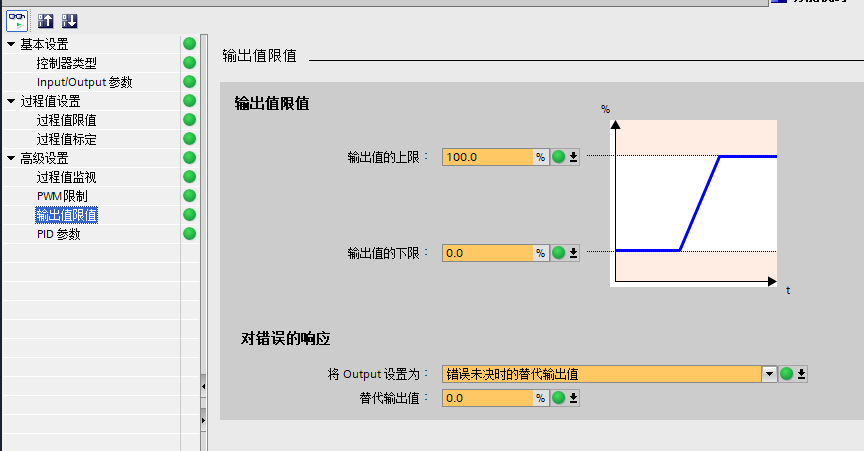 基本设置
控制器类型
Input/Output 参数
过程值设置
过程值限值
过程值标定
高级设置
过程值监视
PWM 限制
输出值限值
PID 参数
输出值限值
输出值限值
%
输出值的上限： 100.0 %
输出值的下限： 0.0 %
t
对错误的响应
将 Output 设置为： 错误未决时的替代输出值
替代输出值： 0.0 %